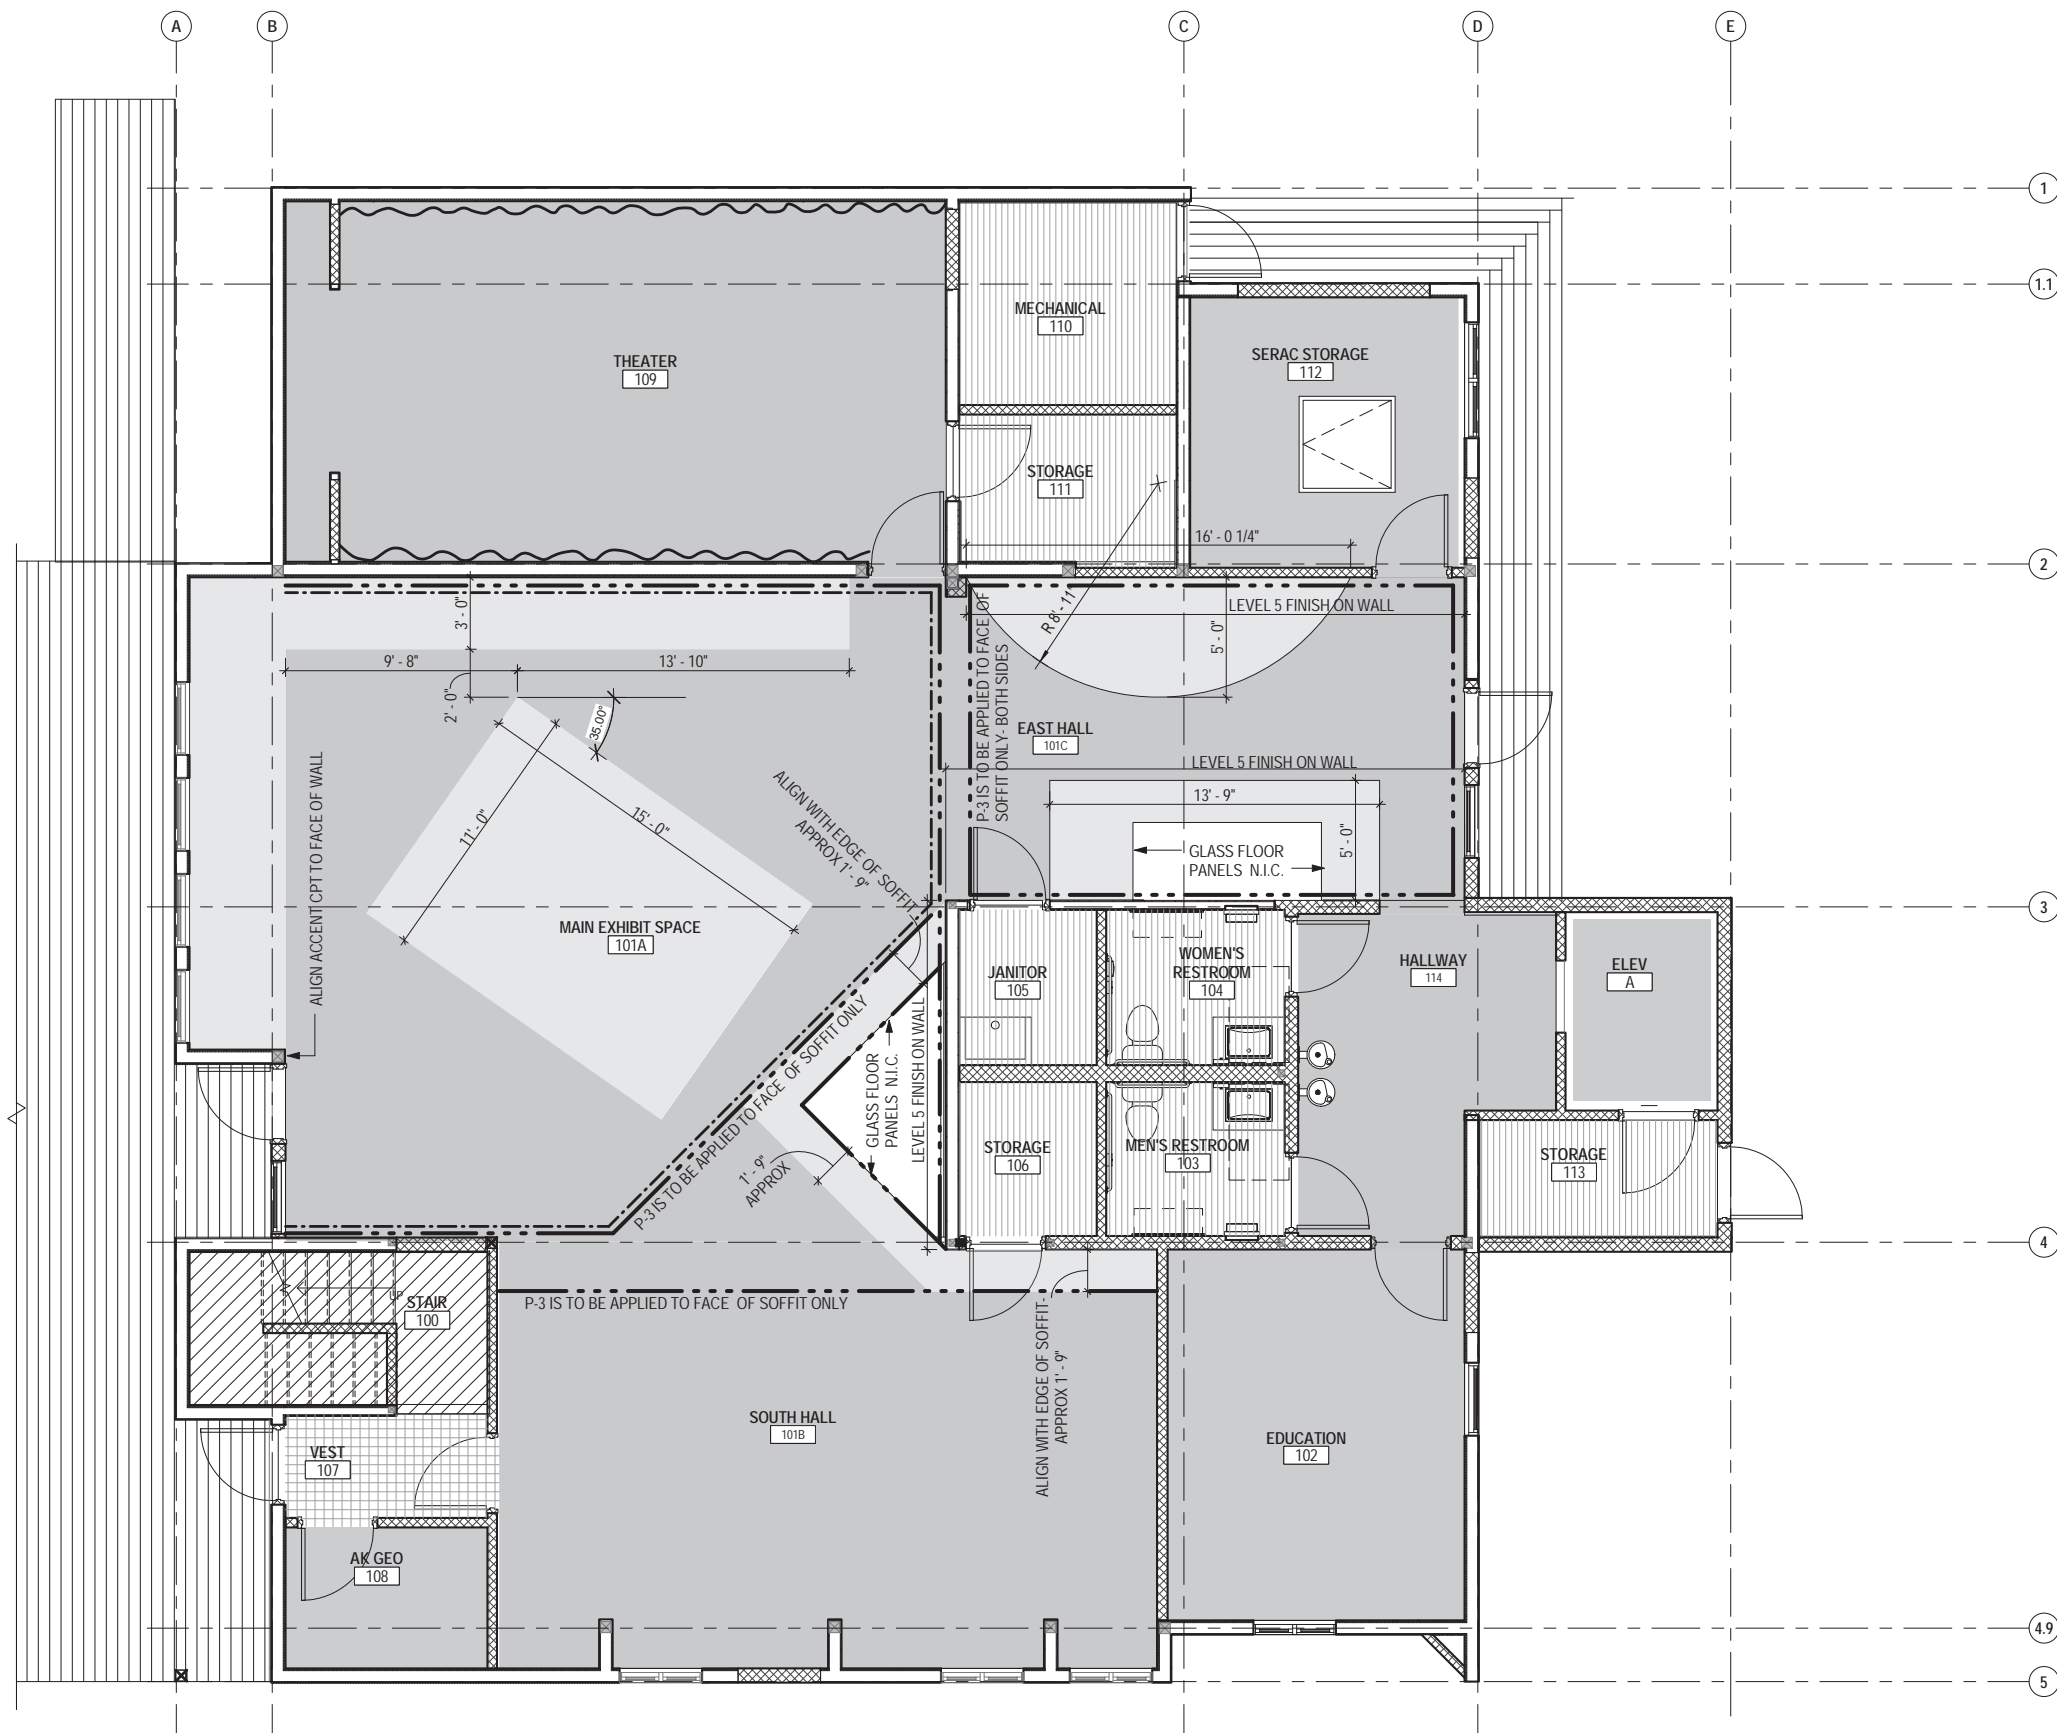 A
B
C
D
E
1
1.1
MECHANICAL
110
THEATER
109
SERAC STORAGE
112
STORAGE
111
16' - 0 1/4"
2
3' - 0"
R 8' - 11"
LEVEL 5 FINISH ON WALL
5' - 0"
P-3 IS TO BE APPLIED TO FACE OF
SOFFIT ONLY- BOTH SIDES
9' - 8"
13' - 10"
2' - 0"
35.00°
EAST HALL
101C
LEVEL 5 FINISH ON WALL
ALIGN ACCENT CPT TO FACE OF WALL
11' - 0"
15' - 0"
ALIGN WITH EDGE OF SOFFIT
APPROX 1' - 9"
13' - 9"
5' - 0"
GLASS FLOOR
PANELS N.I.C.
3
MAIN EXHIBIT SPACE
101A
JANITOR
105
WOMEN'S
RESTROOM
104
HALLWAY
114
ELEV
A
P-3 IS TO BE APPLIED TO FACE OF SOFFIT ONLY
GLASS FLOOR
PANELS N.I.C.
LEVEL 5 FINISH ON WALL
1' - 9"
APPROX
STORAGE
106
MEN'S RESTROOM
103
STORAGE
113
4
UP
STAIR
100
P-3 IS TO BE APPLIED TO FACE OF SOFFIT ONLY
ALIGN WITH EDGE OF SOFFIT-
APPROX 1' - 9"
SOUTH HALL
101B
EDUCATION
102
VEST
107
AK GEO
108
4.9
5